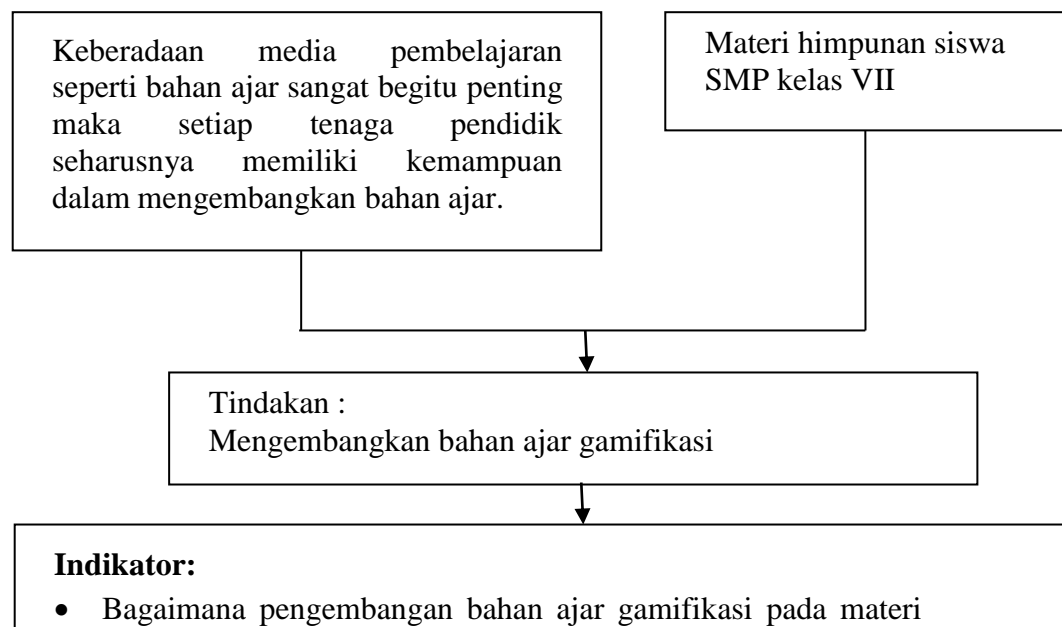 Keberadaan media pembelajaran
seperti bahan ajar sangat begitu penting
maka setiap tenaga pendidik
seharusnya memiliki kemampuan
dalam mengembangkan bahan ajar.
Materi himpunan siswa
SMP kelas VII
Tindakan :
Mengembangkan bahan ajar gamifikasi
Indikator:
• Bagaimana pengembangan bahan ajar gamifikasi pada materi